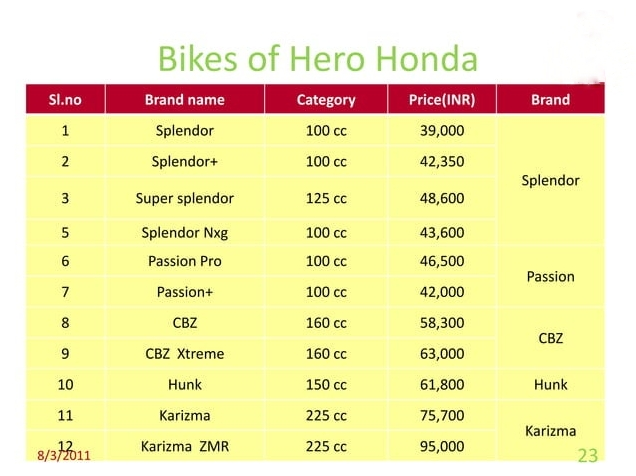 Bikes of Hero Honda
Sl.no Brand name Category Price(INR) Brand
1 Splendor 100 cc 39,000 Splendor
2 Splendor+ 100 cc 42,350
3 Super splendor 125 cc 48,600
5 Splendor Nxg 100 cc 43,600
6 Passion Pro 100 cc 46,500 Passion
7 Passion+ 100 cc 42,000
8 CBZ 160 cc 58,300 CBZ
9 CBZ Xtreme 160 cc 63,000
10 Hunk 150 cc 61,800 Hunk
11 Karizma 225 cc 75,700 Karizma
12 Karizma ZMR 225 cc 95,000
8/3/2011 23